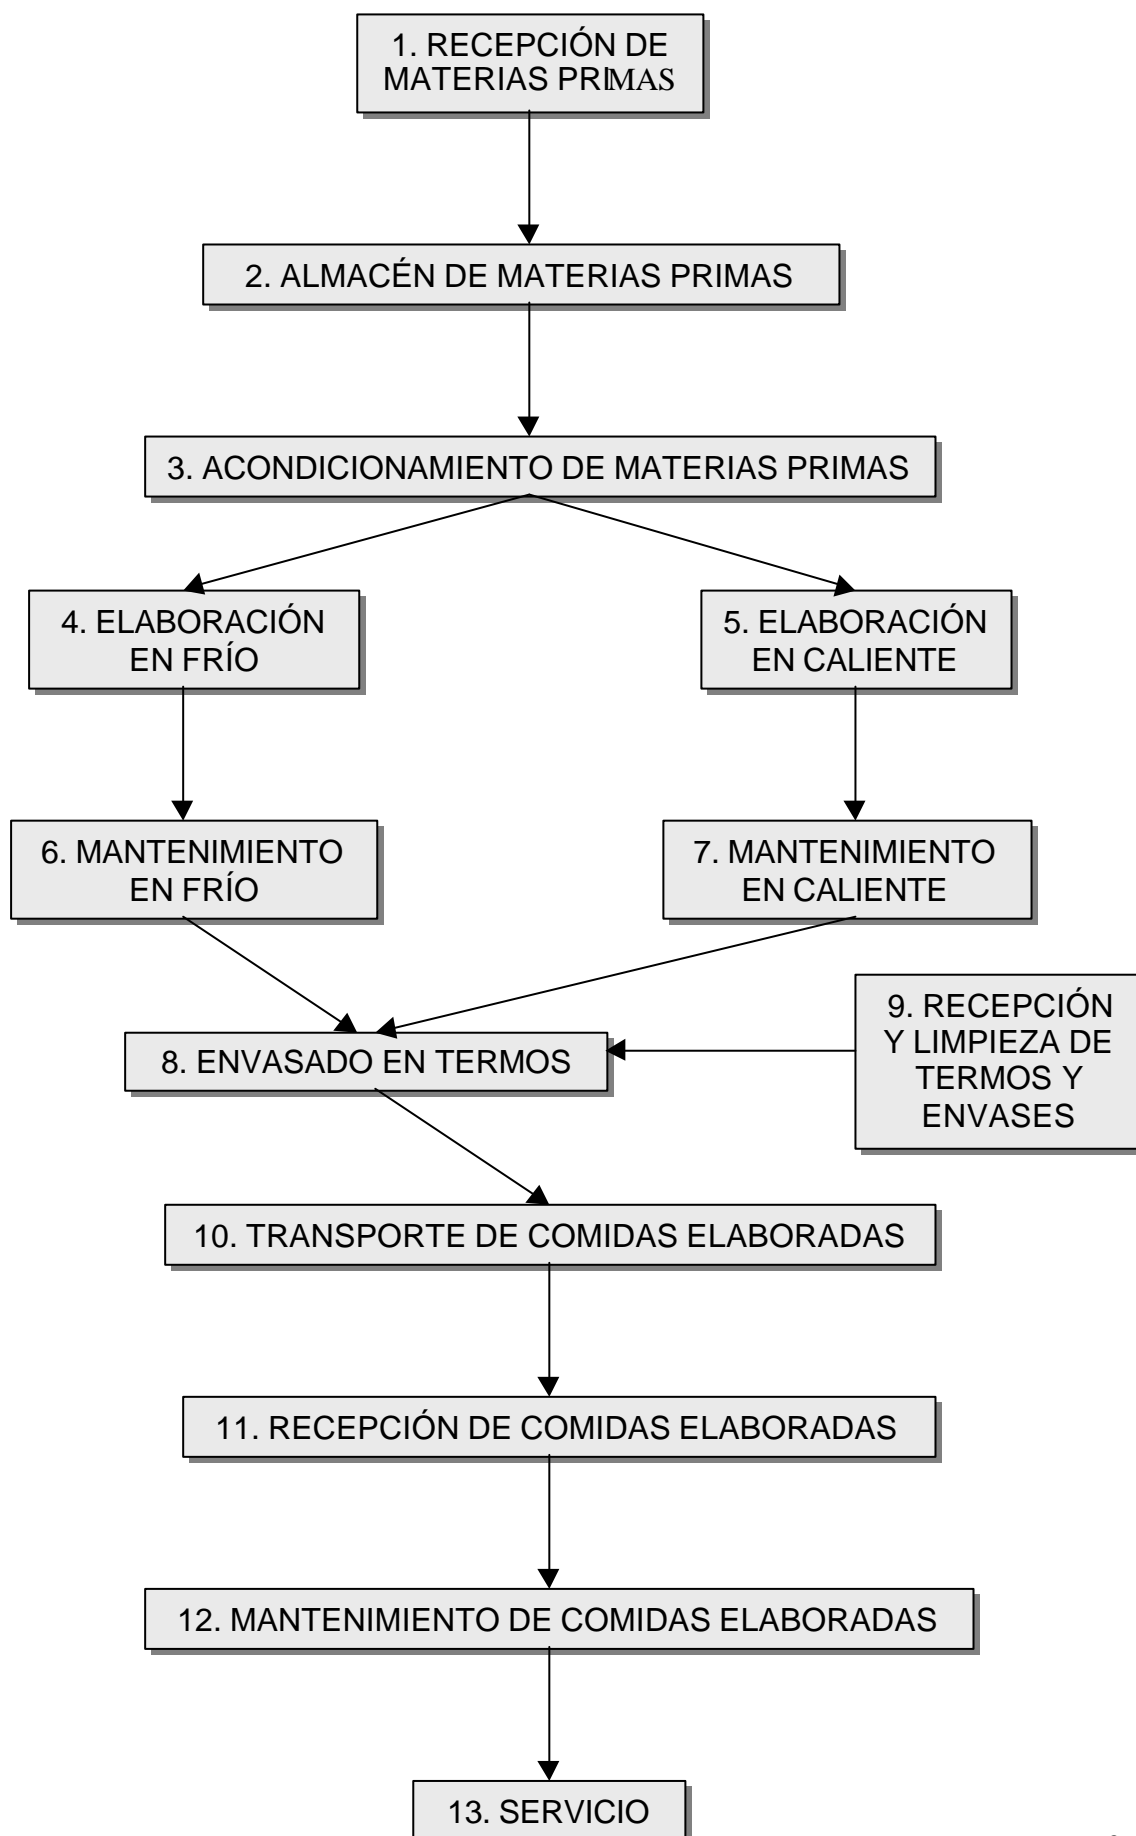 1. RECEPCIÓN DE
MATERIAS PRIMAS
2. ALMACÉN DE MATERIAS PRIMAS
3. ACONDICIONAMIENTO DE MATERIAS PRIMAS
4. ELABORACIÓN
EN FRÍO
5. ELABORACIÓN
EN CALIENTE
6. MANTENIMIENTO
EN FRÍO
7. MANTENIMIENTO
EN CALIENTE
8. ENVASADO EN TERMOS
9. RECEPCIÓN
Y LIMPIEZA DE
TERMOS Y
ENVASES
10. TRANSPORTE DE COMIDAS ELABORADAS
11. RECEPCIÓN DE COMIDAS ELABORADAS
12. MANTENIMIENTO DE COMIDAS ELABORADAS
13. SERVICIO